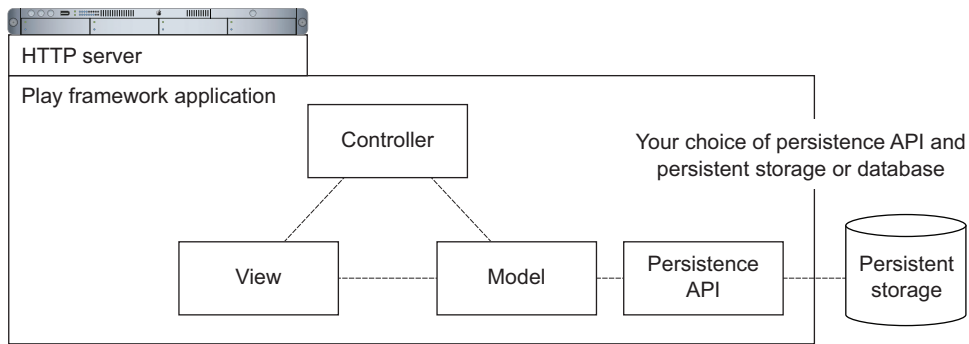 HTTP server
Play framework application
Controller
Your choice of persistence API and
persistent storage or database
View
Model
Persistence
API
Persistent
storage